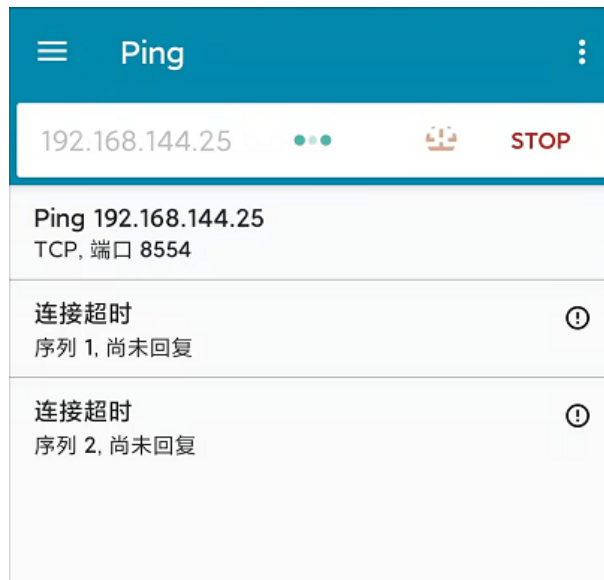 Ping
192.168.144.25
STOP
Ping 192.168.144.25
TCP, 端口 8554
连接超时
序列 1, 尚未回复
连接超时
序列 2, 尚未回复